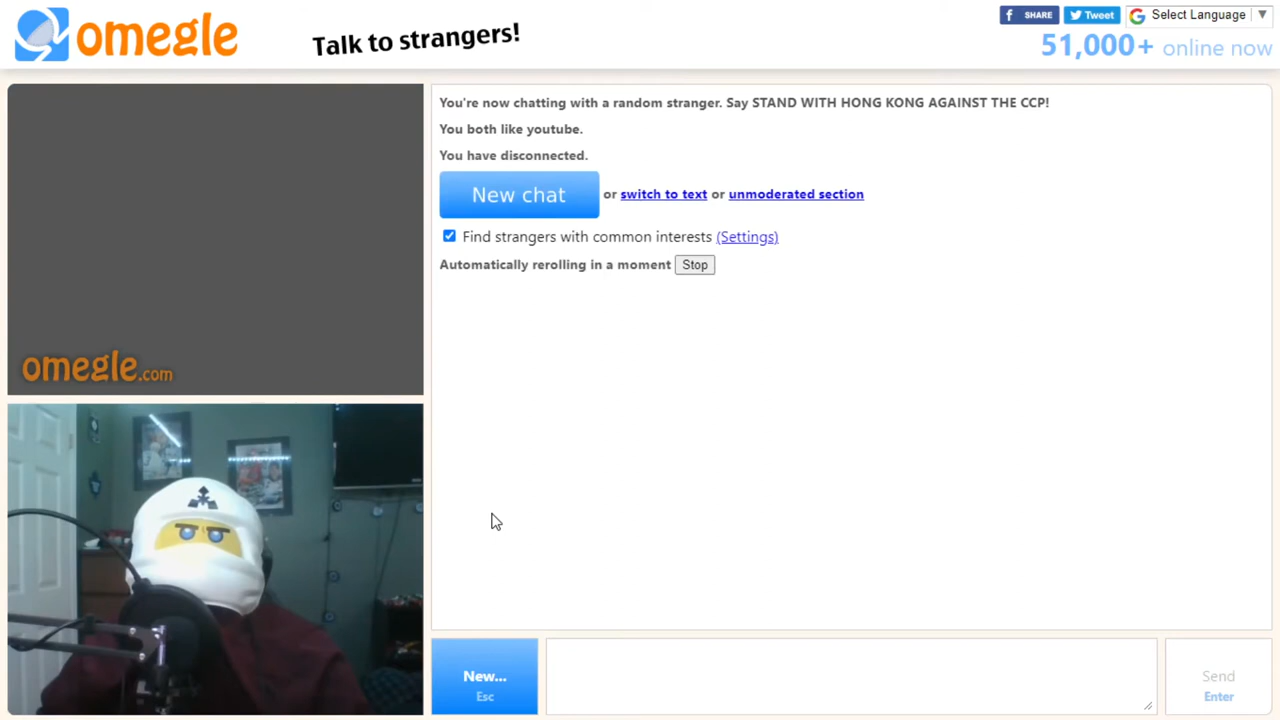 omegle
Talk to strangers!
SHARE
Tweet
Select Language
51,000+ online now
You're now chatting with a random stranger. Say STAND WITH HONG KONG AGAINST THE CCP!
You both like youtube.
You have disconnected.
New chat or switch to text or unmoderated section
Find strangers with common interests (Settings)
Automatically rerolling in a moment Stop
omegle.com
New...
Esc
Send
Enter